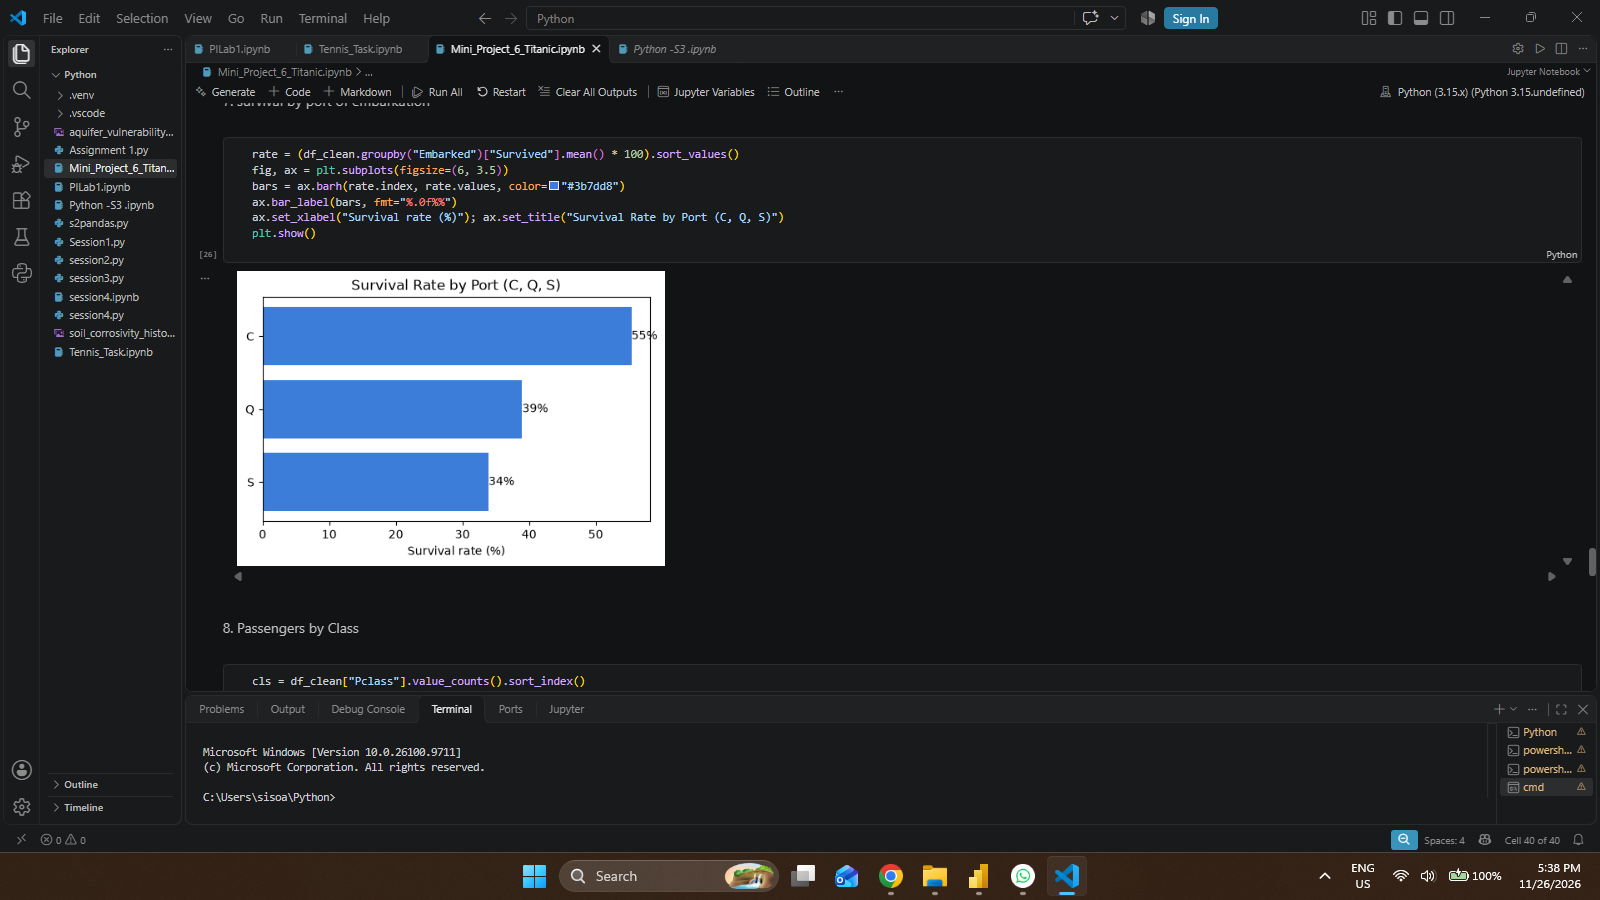 File Edit Selection View Go Run Terminal Help
Python
Sign In
Explorer
PILab1.ipynb
Tennis_Task.ipynb
Mini_Project_6_Titanic.ipynb
Python -S3 .ipynb
Python
.venv
.vscode
aquifer_vulnerability...
Assignment 1.py
Mini_Project_6_Titan...
PILab1.ipynb
Python -S3 .ipynb
s2pandas.py
Session1.py
session2.py
session3.py
session4.ipynb
session4.py
soil_corrosivity_histo...
Tennis_Task.ipynb
Outline
Timeline
Mini_Project_6_Titanic.ipynb > ...
Jupyter Notebook
Generate + Code + Markdown Run All Restart Clear All Outputs Jupyter Variables Outline ...
Python (3.15.x) (Python 3.15.undefined)
7. survival by port of embarkation
rate = (df_clean.groupby("Embarked")["Survived"].mean() * 100).sort_values()
fig, ax = plt.subplots(figsize=(6, 3.5))
bars = ax.barh(rate.index, rate.values, color="#3b7dd8")
ax.bar_label(bars, fmt="%.0f%%")
ax.set_xlabel("Survival rate (%)"); ax.set_title("Survival Rate by Port (C, Q, S)")
plt.show()
[26]
Python
Survival Rate by Port (C, Q, S)
C
55%
Q
39%
S
34%
0 10 20 30 40 50
Survival rate (%)
8. Passengers by Class
cls = df_clean["Pclass"].value_counts().sort_index()
Problems Output Debug Console Terminal Ports Jupyter
Microsoft Windows [Version 10.0.26100.9711]
(c) Microsoft Corporation. All rights reserved.
C:\Users\sisoa\Python>
Python
powersh...
powersh...
cmd
0 0
Spaces: 4
Cell 40 of 40
Search
ENG
US
100%
5:38 PM
11/26/2026